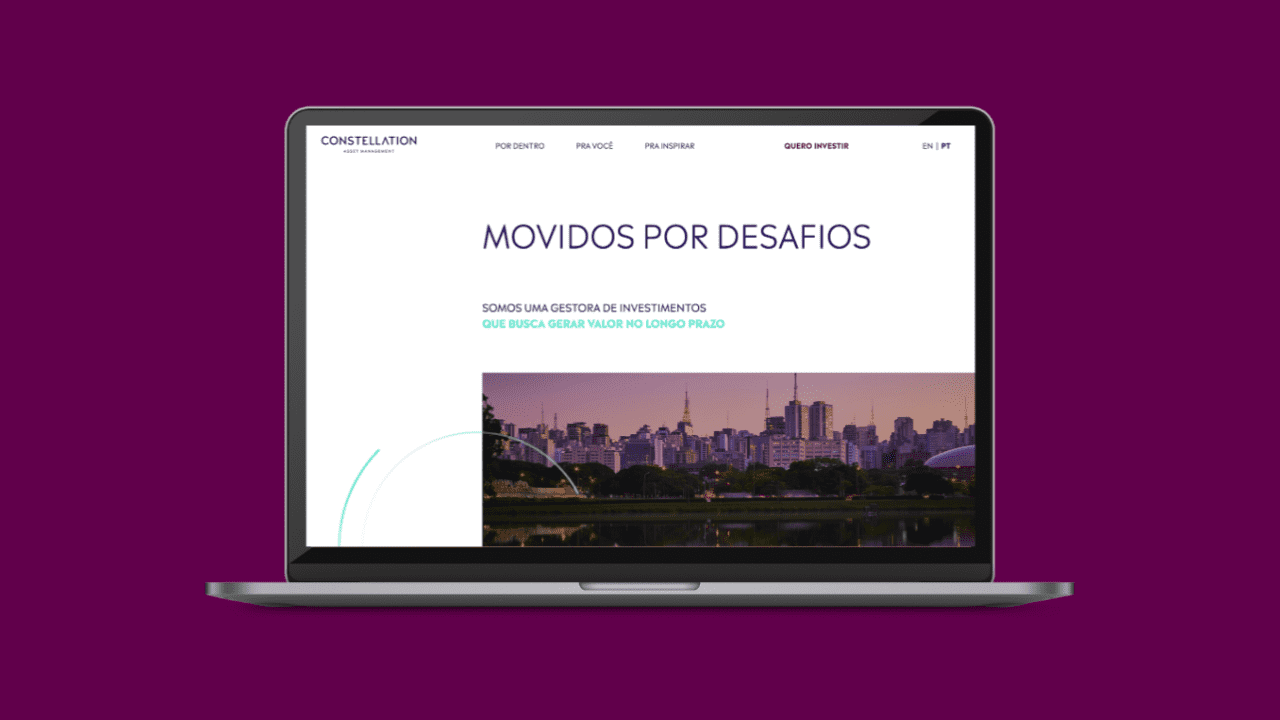 CONSTELLATION
ASSET MANAGEMENT
POR DENTRO
PRA VOCÊ
PRA INSPIRAR
QUERO INVESTIR
EN | PT
MOVIDOS POR DESAFIOS
SOMOS UMA GESTORA DE INVESTIMENTOS
QUE BUSCA GERAR VALOR NO LONGO PRAZO